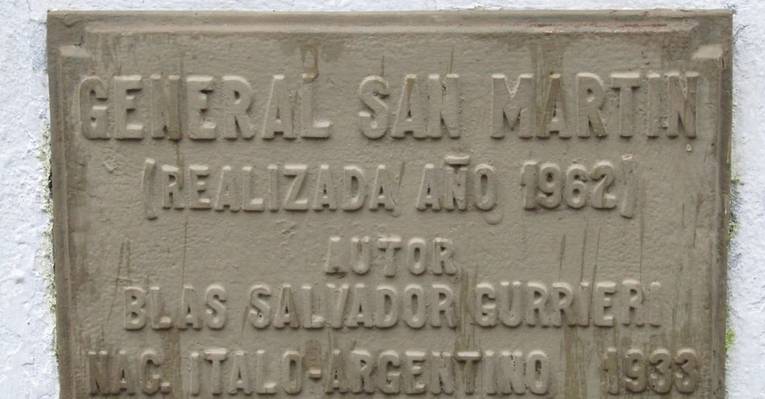 GENERAL SAN MARTIN
(REALIZADA AÑO 1962)
AUTOR
BLAS SALVADOR GURRIERI
NAC. ITALO-ARGENTINO 1933